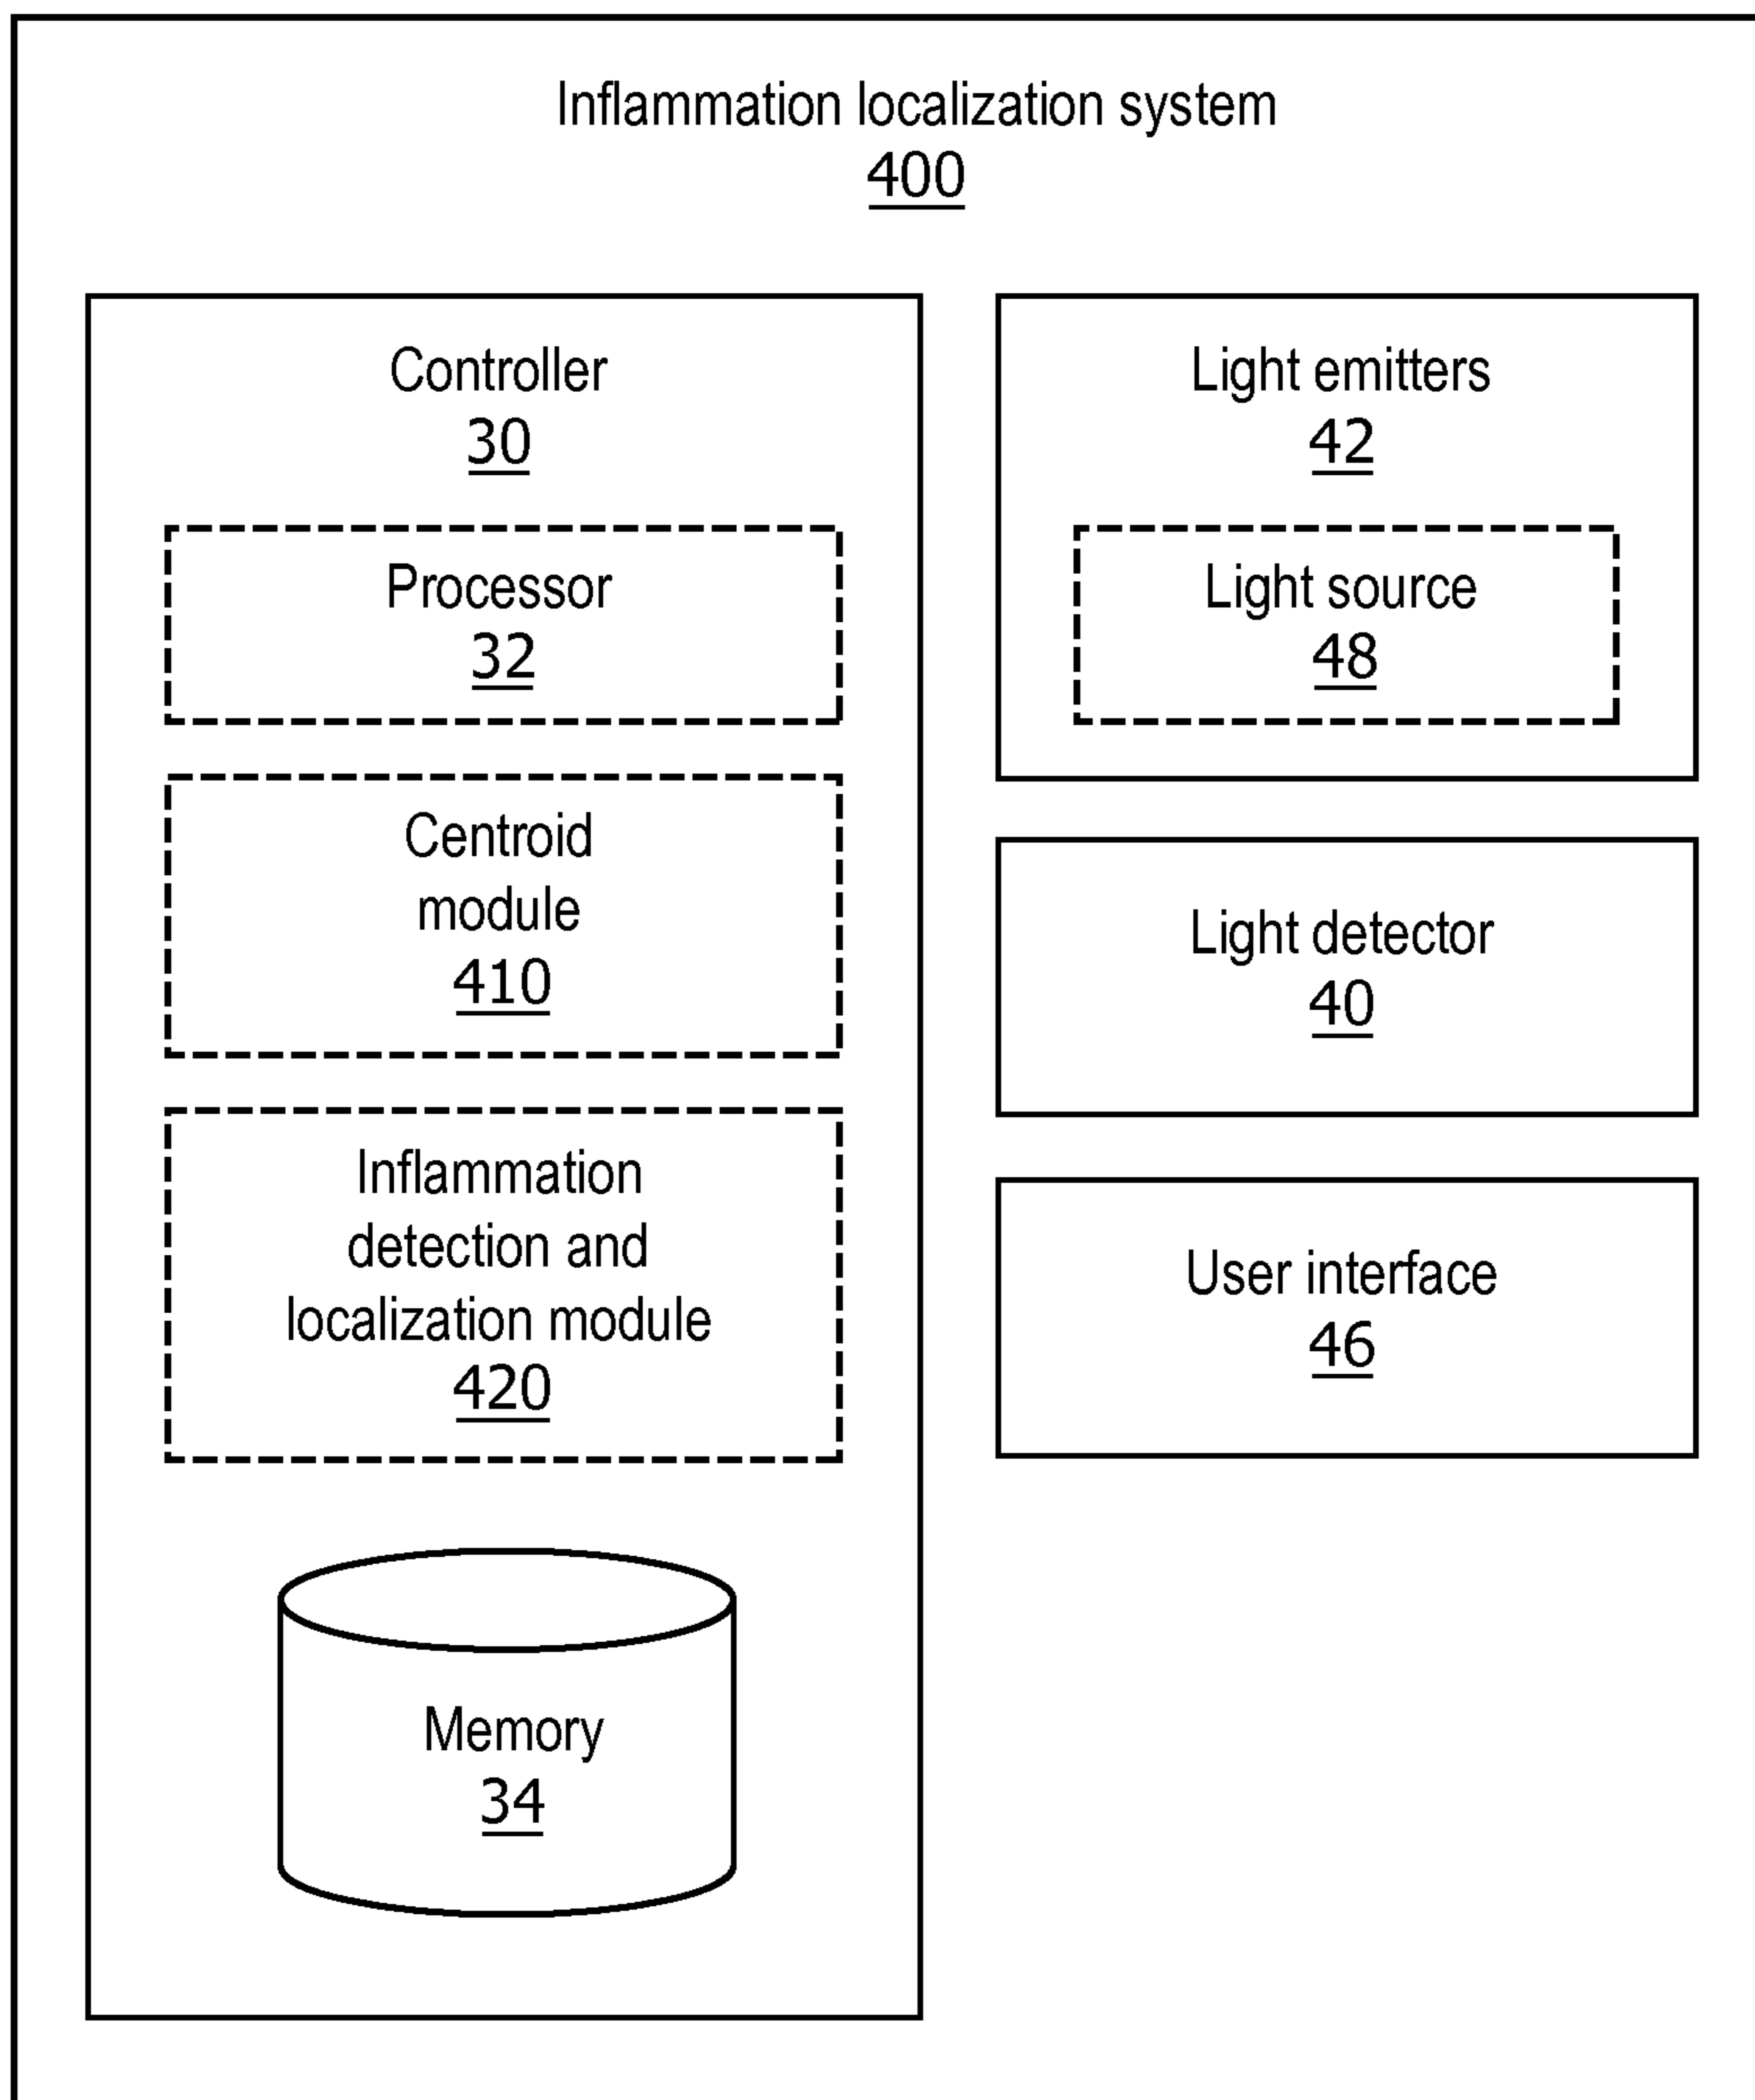 Inflammation localization system
400
Controller
30
Processor
32
Centroid
module
410
Inflammation
detection and
localization module
420
Memory
34
Light emitters
42
Light source
48
Light detector
40
User interface
46